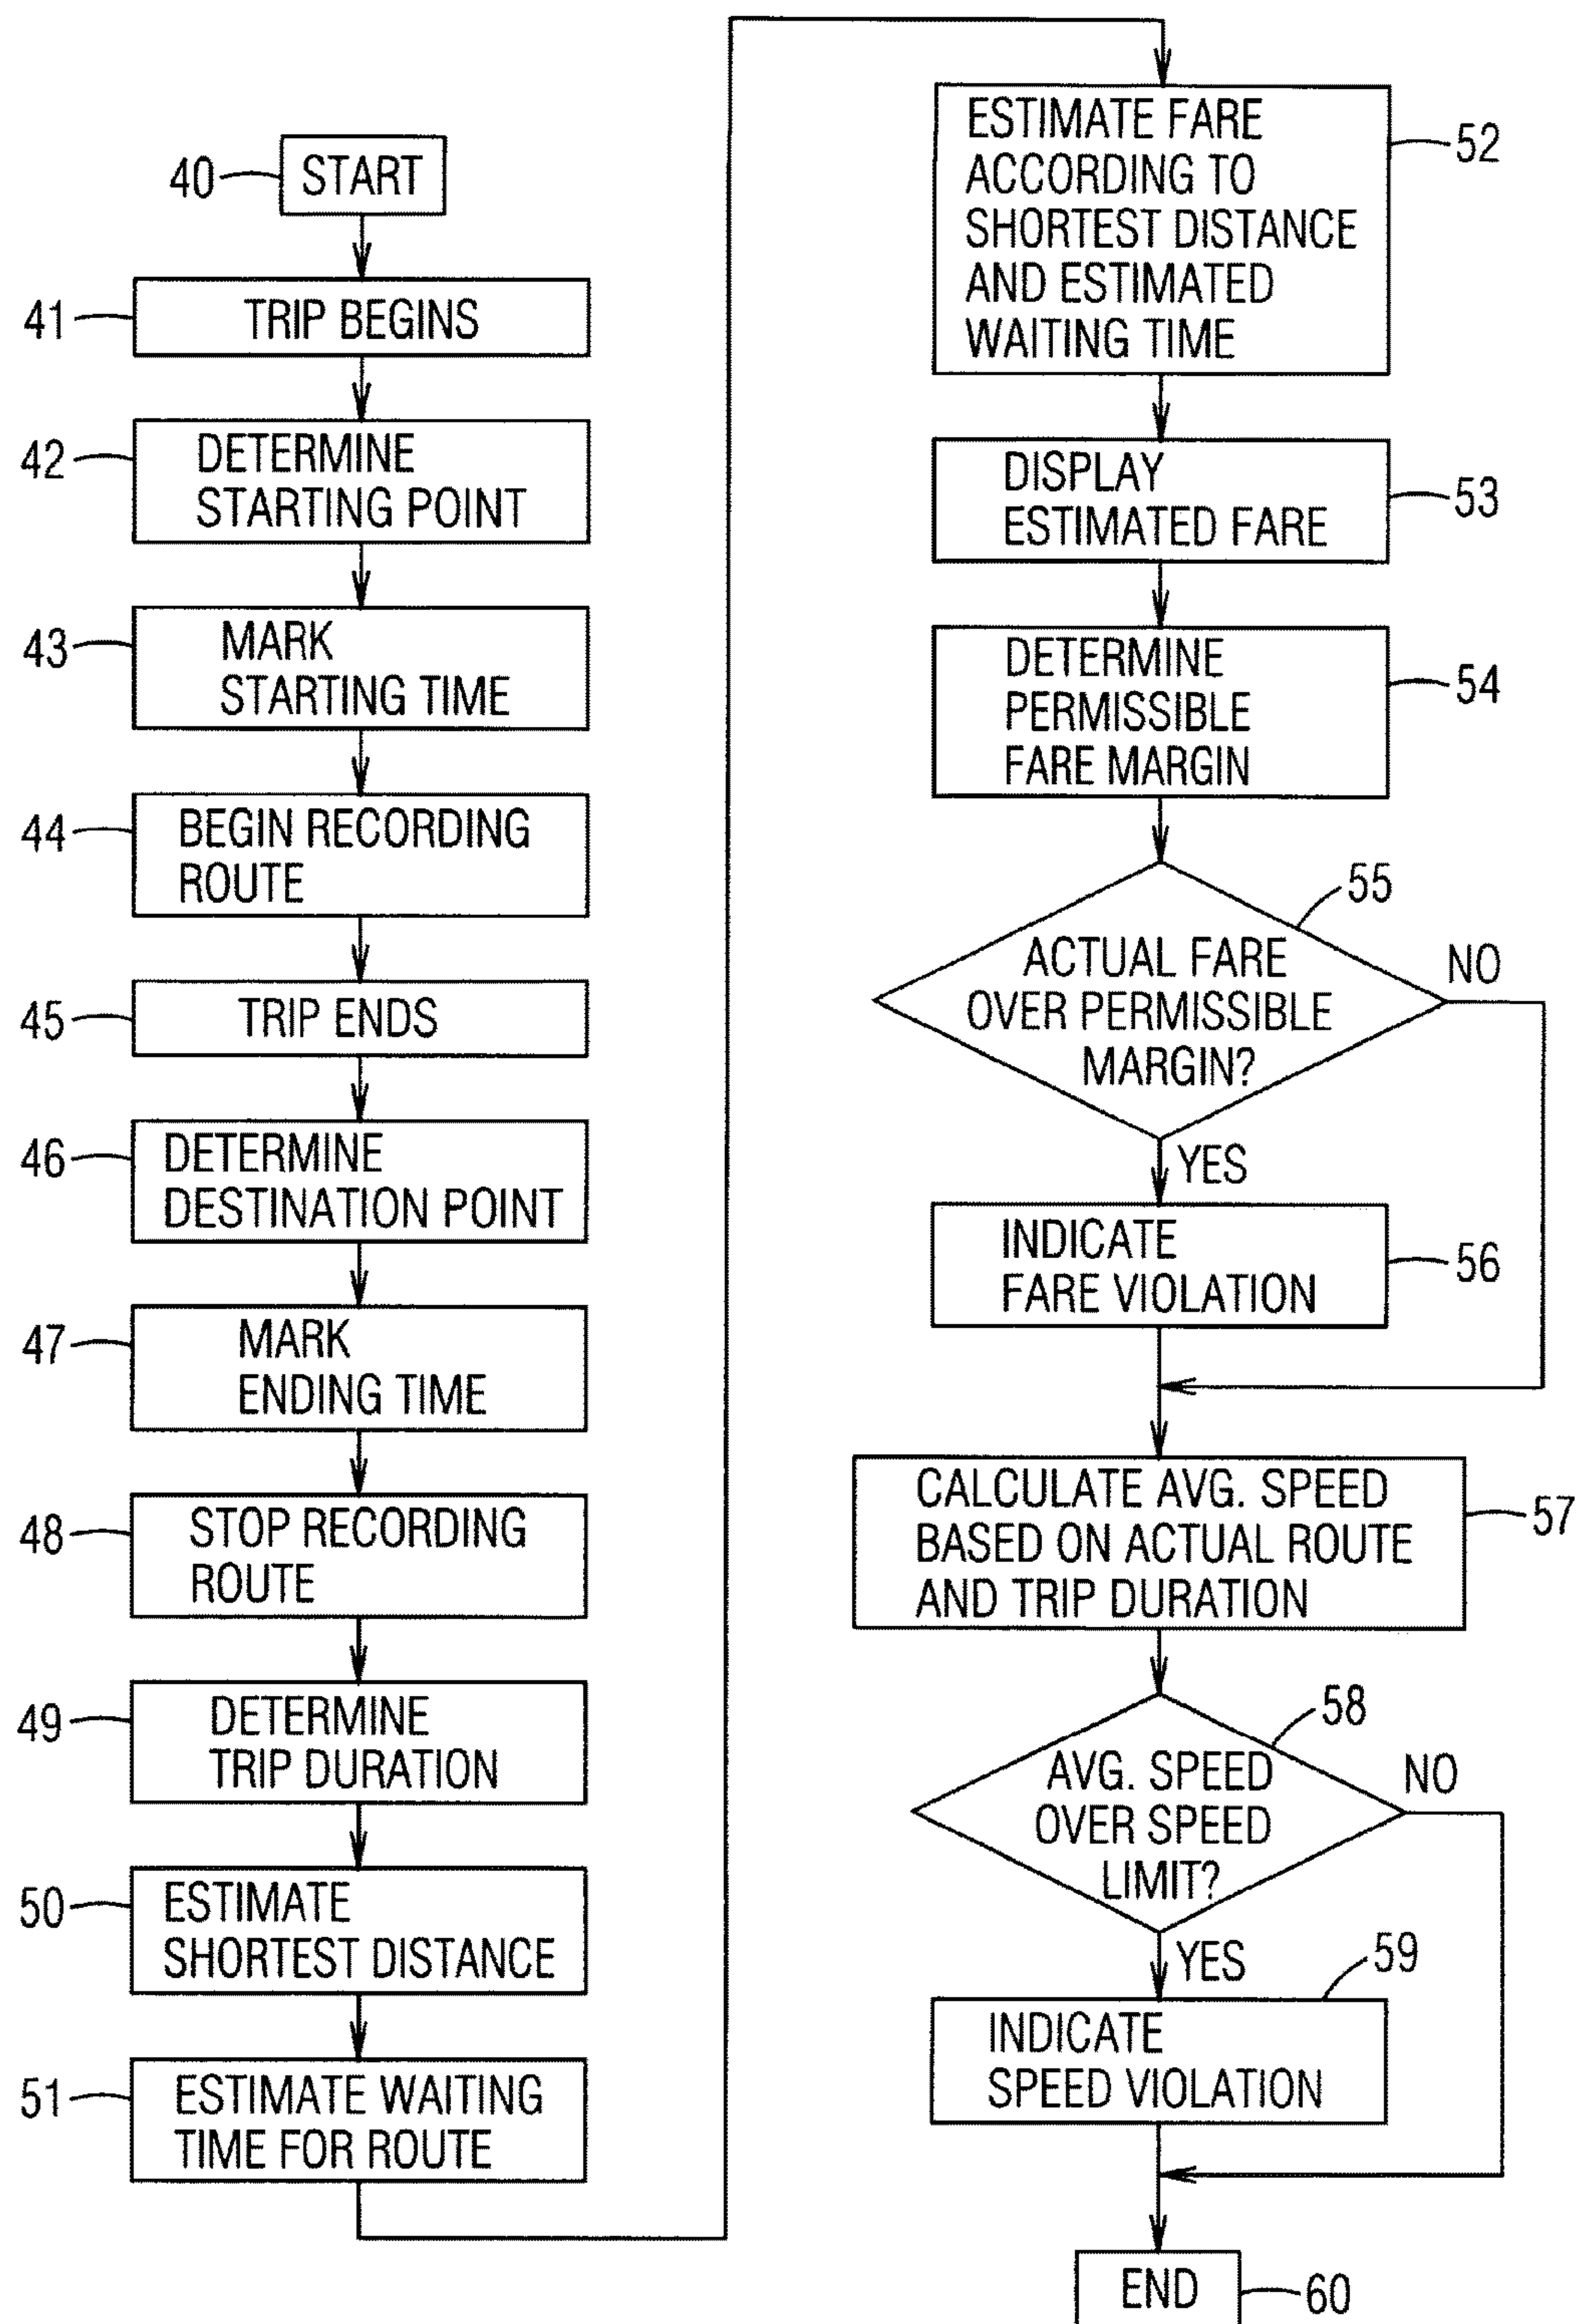 40
START
41
TRIP BEGINS
42
DETERMINE
STARTING POINT
43
MARK
STARTING TIME
44
BEGIN RECORDING
ROUTE
45
TRIP ENDS
46
DETERMINE
DESTINATION POINT
47
MARK
ENDING TIME
48
STOP RECORDING
ROUTE
49
DETERMINE
TRIP DURATION
50
ESTIMATE
SHORTEST DISTANCE
51
ESTIMATE WAITING
TIME FOR ROUTE
ESTIMATE FARE
ACCORDING TO
SHORTEST DISTANCE
AND ESTIMATED
WAITING TIME
52
DISPLAY
ESTIMATED FARE
53
DETERMINE
PERMISSIBLE
FARE MARGIN
54
55
ACTUAL FARE
OVER PERMISSIBLE
MARGIN?
NO
YES
INDICATE
FARE VIOLATION
56
CALCULATE AVG. SPEED
BASED ON ACTUAL ROUTE
AND TRIP DURATION
57
58
AVG. SPEED
OVER SPEED
LIMIT?
NO
YES
59
INDICATE
SPEED VIOLATION
END
60